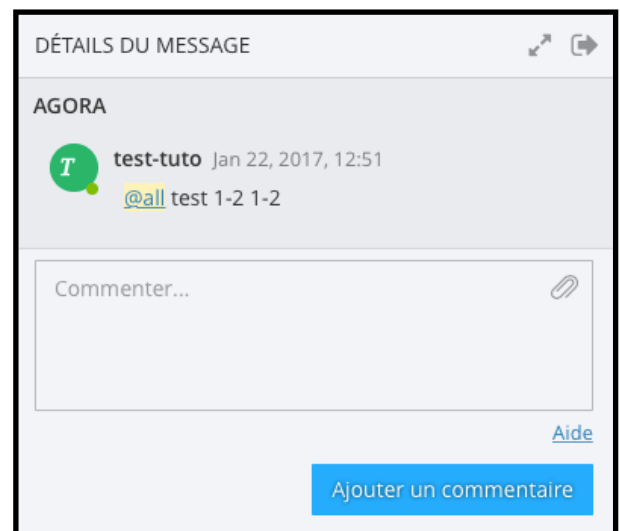 DÉTAILS DU MESSAGE
AGORA
T
test-tuto Jan 22, 2017, 12:51
@all test 1-2 1-2
Commenter...
Aide
Ajouter un commentaire